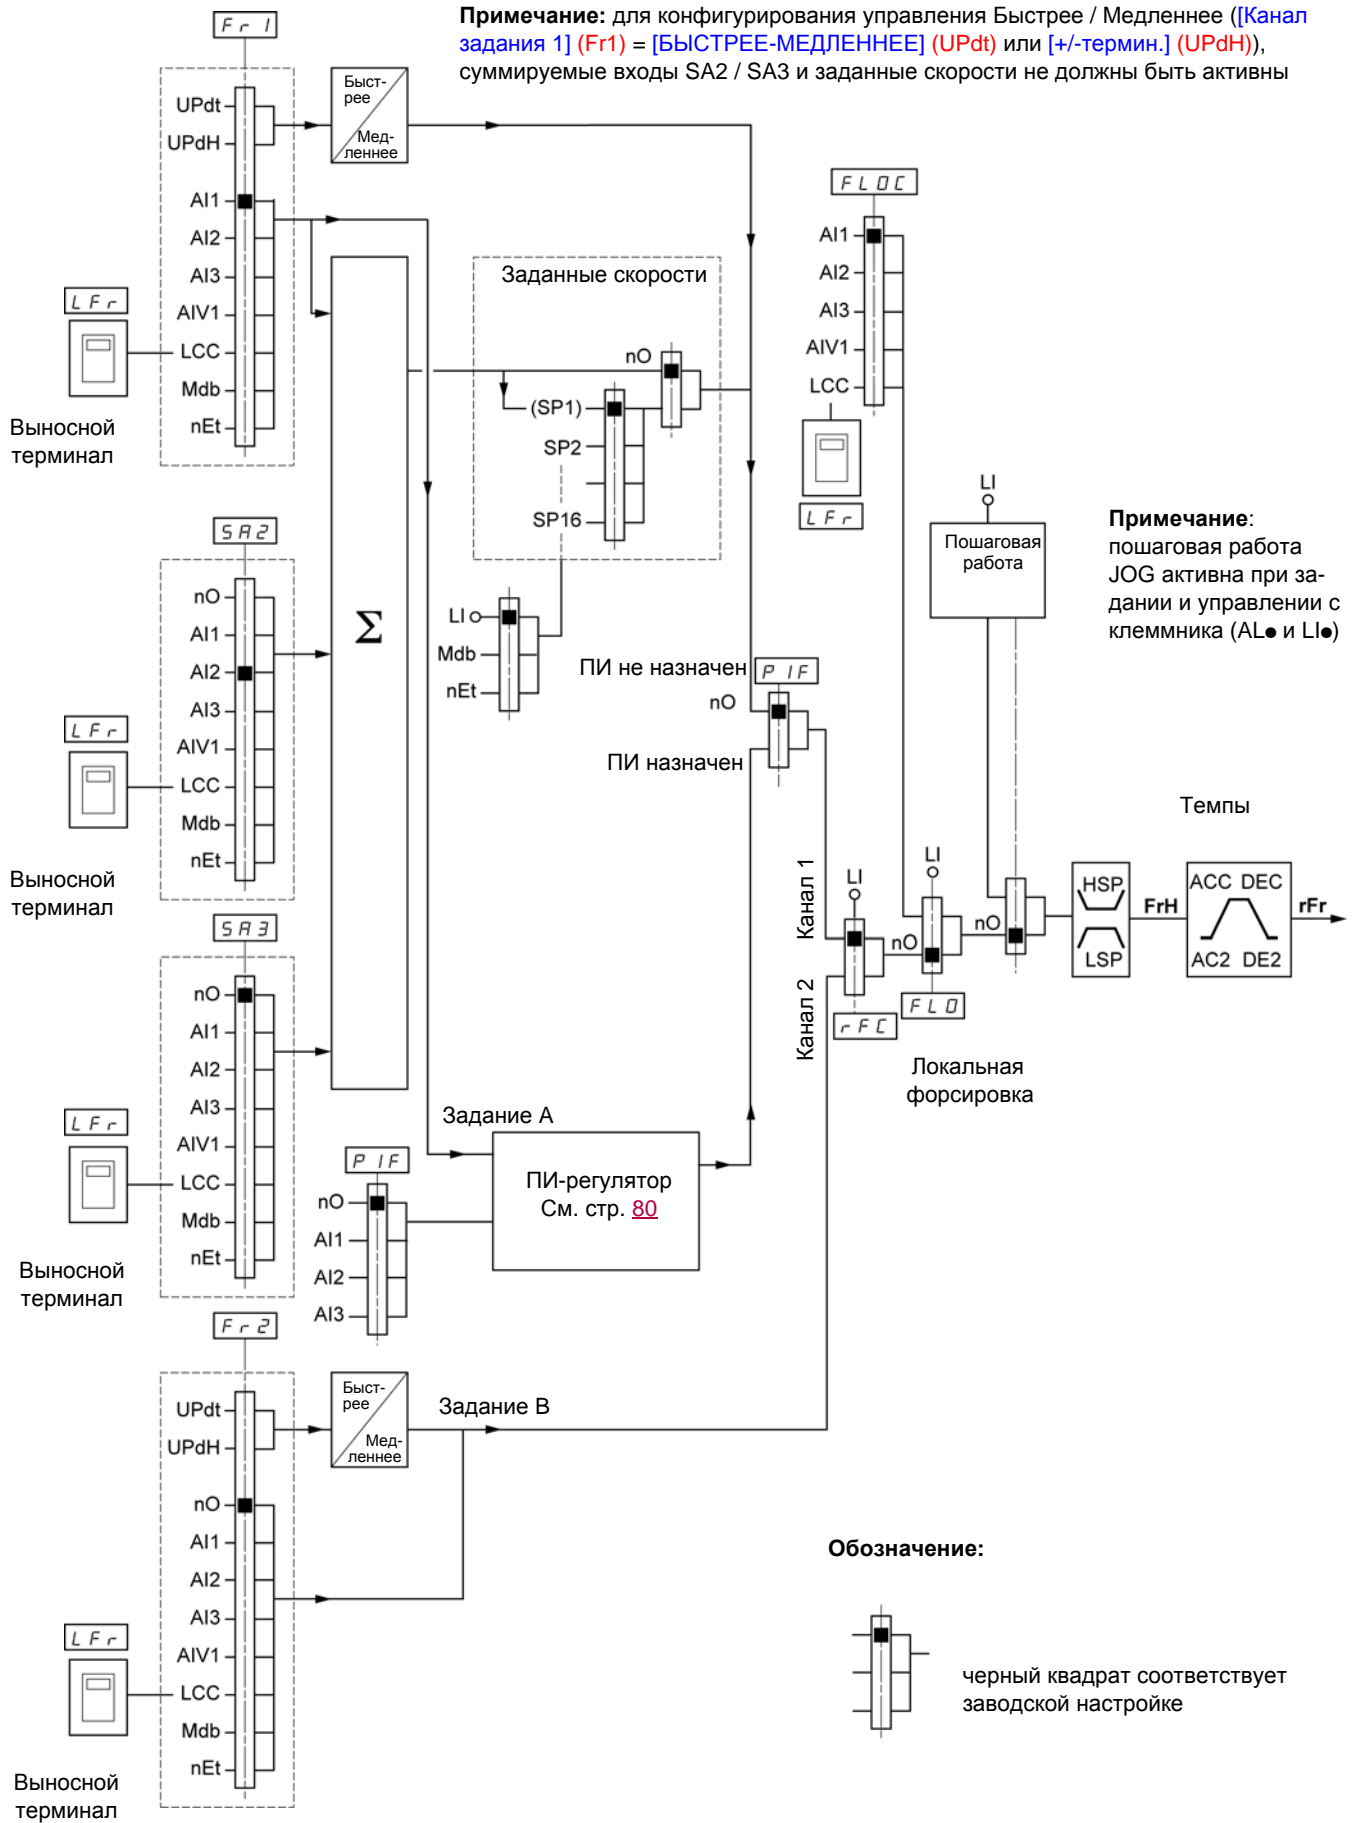 Примечание: для конфигурирования управления Быстрее / Медленнее ([Канал
задания 1] (Fr1) = [БЫСТРЕЕ-МЕДЛЕННЕЕ] (UPdt) или [+/-термин.] (UPdH)),
суммируемые входы SA2 / SA3 и заданные скорости не должны быть активны
Fr1
UPdt
UPdH
AI1
AI2
AI3
AIV1
LCC
Mdb
nEt
LFr
Выносной
терминал
Быст-
рее
Мед-
леннее
SA2
nO
AI1
AI2
AI3
AIV1
LCC
Mdb
nEt
LFr
Выносной
терминал
SA3
nO
AI1
AI2
AI3
AIV1
LCC
Mdb
nEt
LFr
Выносной
терминал
Σ
Заданные скорости
nO
(SP1)
SP2
SP16
LI
Mdb
nEt
FLOC
AI1
AI2
AI3
AIV1
LCC
LFr
LI
Пошаговая
работа
Примечание:
пошаговая работа
JOG активна при за-
дании и управлении с
клеммника (AL● и LI●)
ПИ не назначен
PIF
nO
ПИ назначен
Канал 1
Канал 2
LI
rFC
nO
LI
FLO
Локальная
форсировка
nO
Темпы
HSP
LSP
FrH
ACC DEC
AC2 DE2
rFr
Задание A
PIF
nO
AI1
AI2
AI3
ПИ-регулятор
См. стр. 80
Fr2
UPdt
UPdH
nO
AI1
AI2
AI3
AIV1
LCC
Mdb
nEt
LFr
Выносной
терминал
Быст-
рее
Мед-
леннее
Задание B
Обозначение:
черный квадрат соответствует
заводской настройке